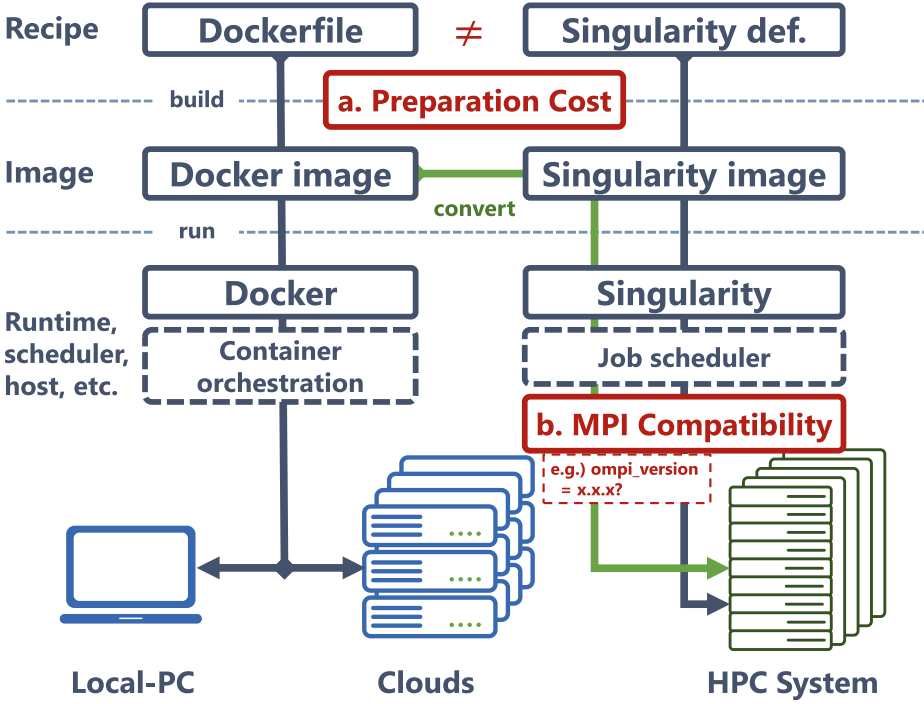 Recipe
Dockerfile
≠
Singularity def.
build
a. Preparation Cost
Image
Docker image
Singularity image
convert
run
Docker
Singularity
Runtime,
scheduler,
host, etc.
Container
orchestration
Job scheduler
b. MPI Compatibility
e.g.) ompi_version
= x.x.x?
Local-PC
Clouds
HPC System